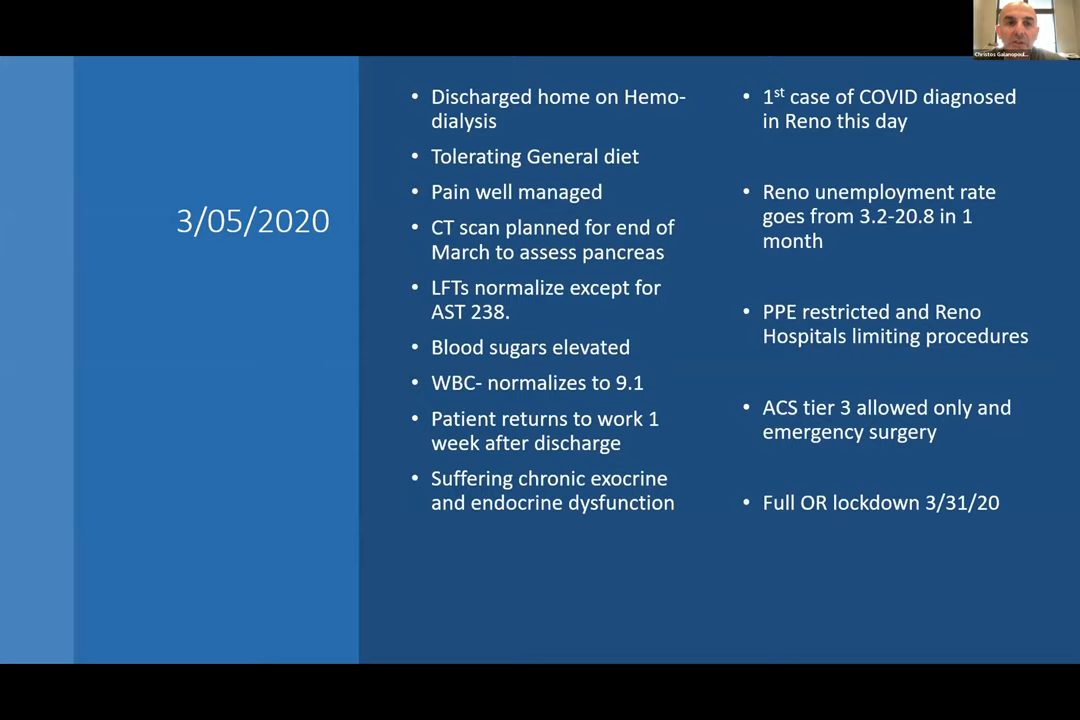 3/05/2020
• Discharged home on Hemo-
dialysis
• Tolerating General diet
• Pain well managed
• CT scan planned for end of
March to assess pancreas
• LFTs normalize except for
AST 238.
• Blood sugars elevated
• WBC- normalizes to 9.1
• Patient returns to work 1
week after discharge
• Suffering chronic exocrine
and endocrine dysfunction
• 1st case of COVID diagnosed
in Reno this day
• Reno unemployment rate
goes from 3.2-20.8 in 1
month
• PPE restricted and Reno
Hospitals limiting procedures
• ACS tier 3 allowed only and
emergency surgery
• Full OR lockdown 3/31/20
Christos Galanopoul...